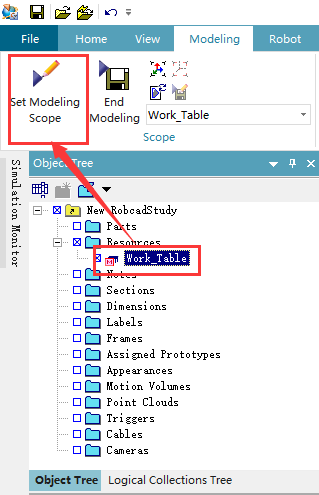 File Home View Modeling Robot
Set Modeling Scope
End Modeling
Work_Table
Scope
Simulation Monitor
Object Tree
New RobcadStudy
Parts
Resources
Work_Table
Notes
Sections
Dimensions
Labels
Frames
Assigned Prototypes
Appearances
Motion Volumes
Point Clouds
Triggers
Cables
Cameras
Object Tree Logical Collections Tree